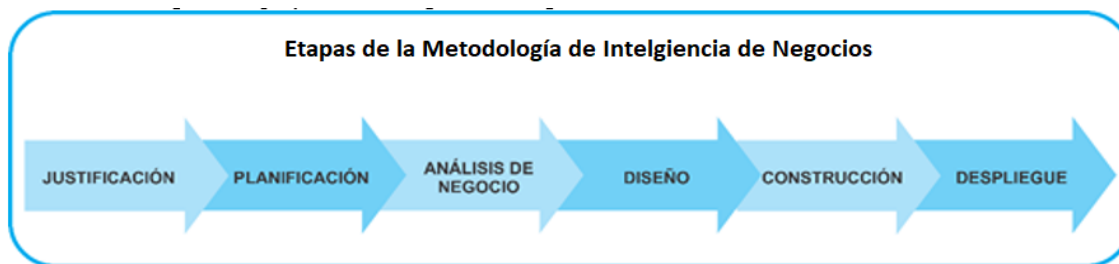 Etapas de la Metodología de Intelgiencia de Negocios
JUSTIFICACIÓN
PLANIFICACIÓN
ANÁLISIS DE
NEGOCIO
DISEÑO
CONSTRUCCIÓN
DESPLIEGUE